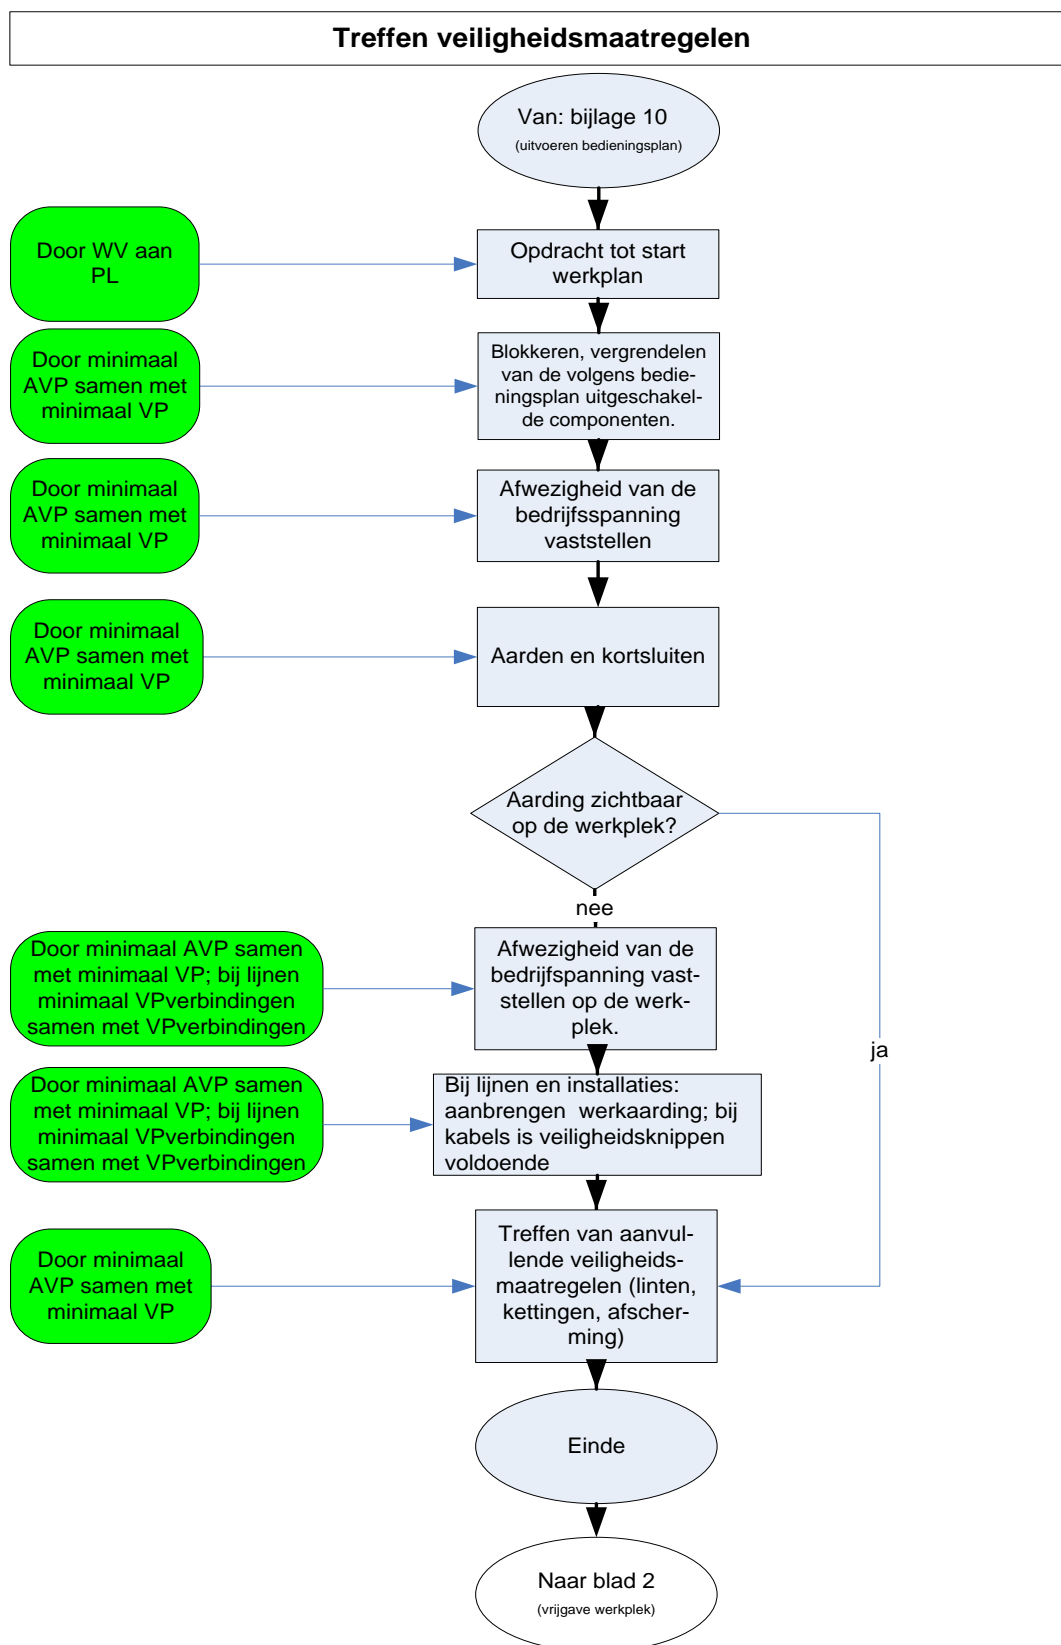 Treffen veiligheidsmaatregelen
Van: bijlage 10
(uitvoeren bedieningsplan)
Door WV aan
PL
Opdracht tot start
werkplan
Door minimaal
AVP samen met
minimaal VP
Blokkeren, vergrendelen
van de volgens bedie-
ningsplan uitgeschakel-
de componenten.
Door minimaal
AVP samen met
minimaal VP
Afwezigheid van de
bedrijfsspanning
vaststellen
Door minimaal
AVP samen met
minimaal VP
Aarden en kortsluiten
Aarding zichtbaar
op de werkplek?
nee
ja
Door minimaal AVP samen
met minimaal VP; bij lijnen
minimaal VPverbindingen
samen met VPverbindingen
Afwezigheid van de
bedrijfspanning vast-
stellen op de werk-
plek.
Door minimaal AVP samen
met minimaal VP; bij lijnen
minimaal VPverbindingen
samen met VPverbindingen
Bij lijnen en installaties:
aanbrengen  werkaarding; bij
kabels is veiligheidsknippen
voldoende
Door minimaal
AVP samen met
minimaal VP
Treffen van aanvul-
lende veiligheids-
maatregelen (linten,
kettingen, afscher-
ming)
Einde
Naar blad 2
(vrijgave werkplek)